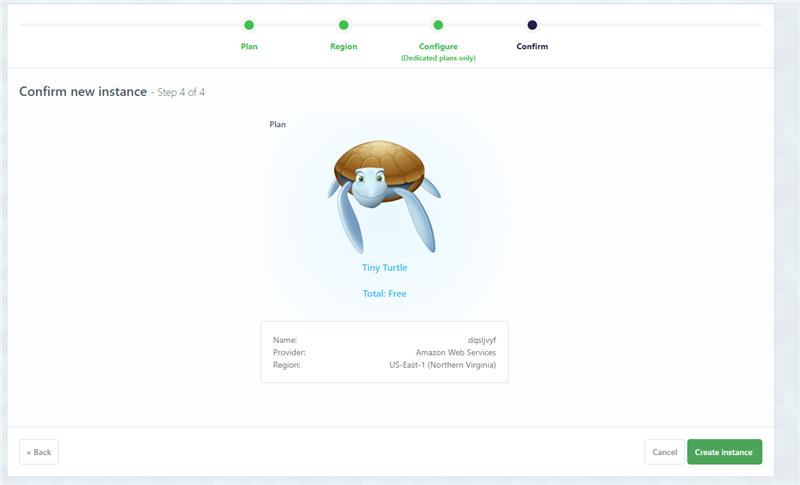 Plan Region Configure Confirm
(Dedicated plans only)
Confirm new instance - Step 4 of 4
Plan
Tiny Turtle
Total: Free
Name: dqsljvyf
Provider: Amazon Web Services
Region: US-East-1 (Northern Virginia)
« Back Cancel Create instance